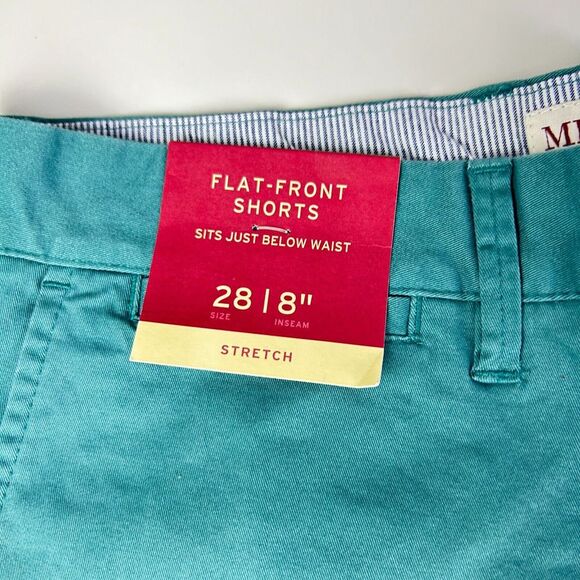 FLAT-FRONT
SHORTS
SITS JUST BELOW WAIST
28 | 8"
SIZE INSEAM
STRETCH